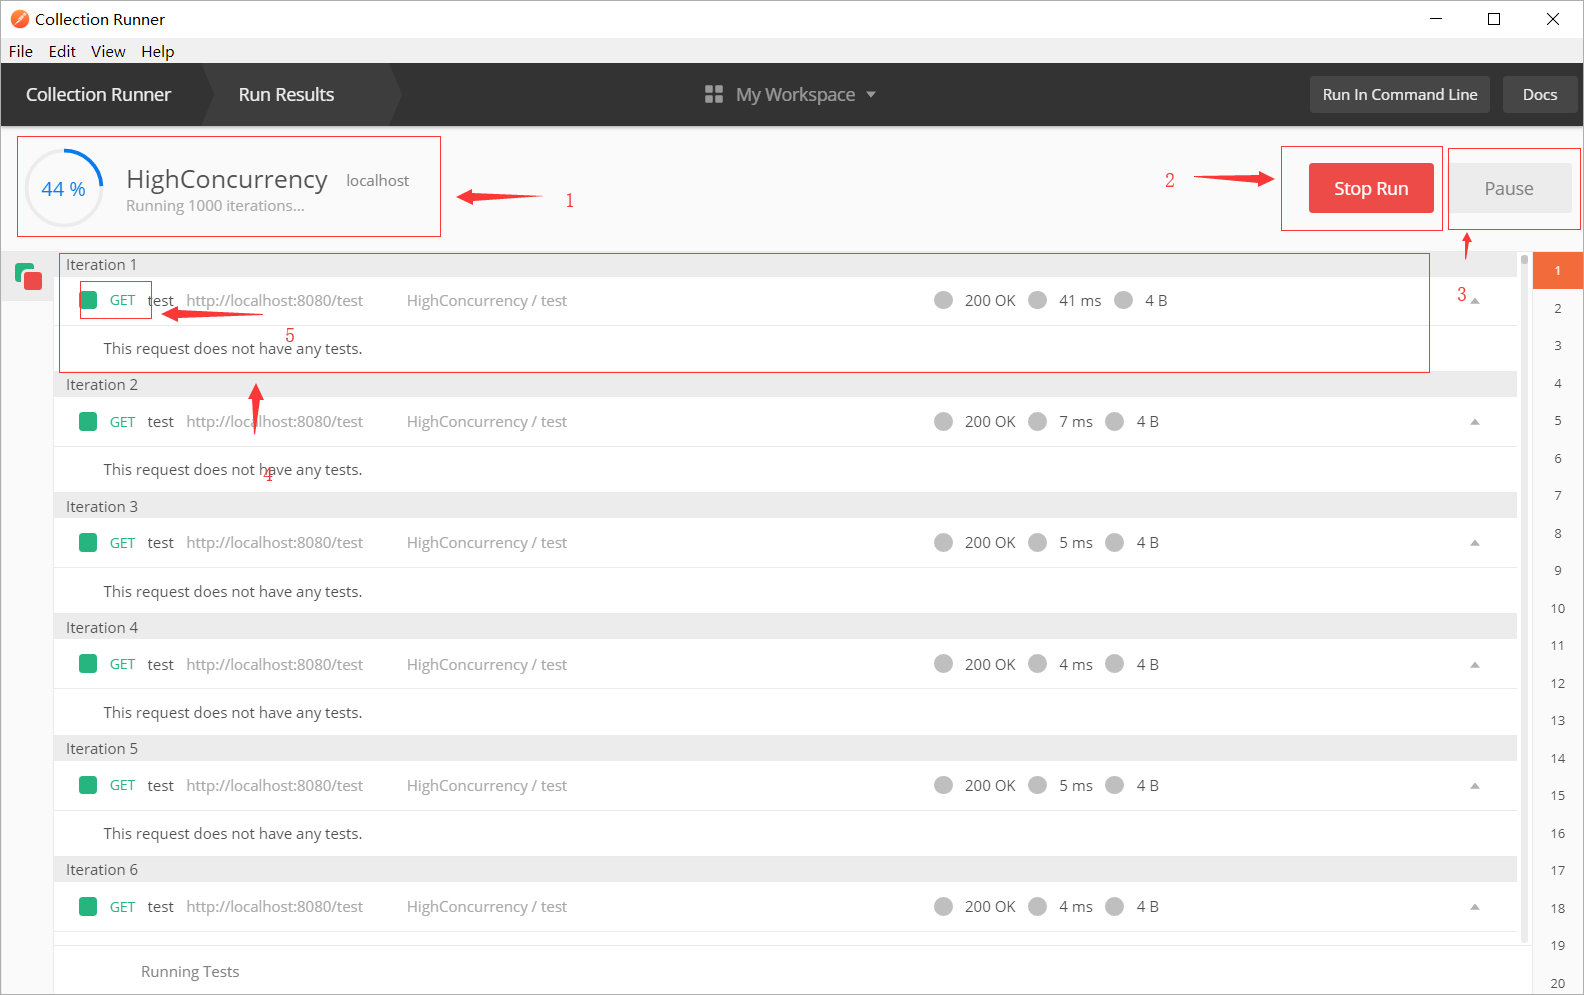 Collection Runner
File Edit View Help
Collection Runner Run Results My Workspace Run In Command Line Docs
44 % HighConcurrency localhost Stop Run Pause
Running 1000 iterations...
1
2
3
Iteration 1
GET test http://localhost:8080/test HighConcurrency / test 200 OK 41 ms 4 B
5
This request does not have any tests.
Iteration 2
GET test http://localhost:8080/test HighConcurrency / test 200 OK 7 ms 4 B
This request does not have any tests.
4
Iteration 3
GET test http://localhost:8080/test HighConcurrency / test 200 OK 5 ms 4 B
This request does not have any tests.
Iteration 4
GET test http://localhost:8080/test HighConcurrency / test 200 OK 4 ms 4 B
This request does not have any tests.
Iteration 5
GET test http://localhost:8080/test HighConcurrency / test 200 OK 5 ms 4 B
This request does not have any tests.
Iteration 6
GET test http://localhost:8080/test HighConcurrency / test 200 OK 4 ms 4 B
Running Tests
1
2
3
4
5
6
7
8
9
10
11
12
13
14
15
16
17
18
19
20